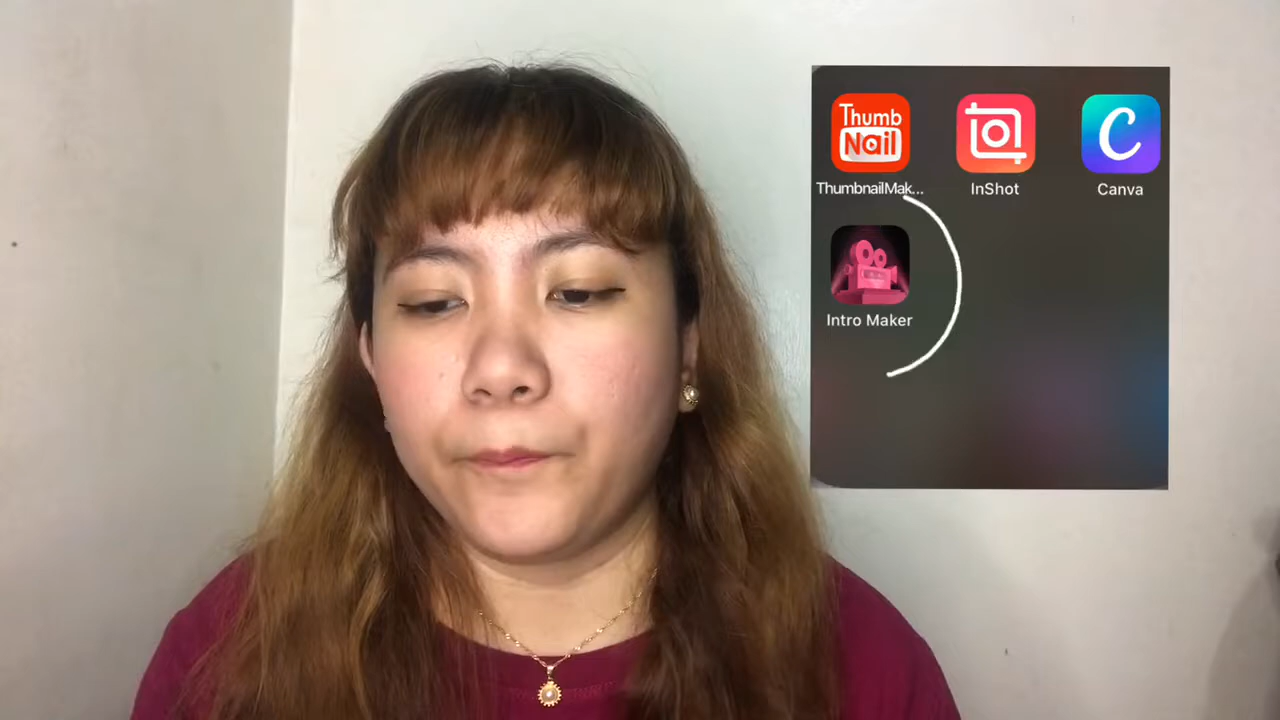 Thumb
Nail
ThumbnailMak...
InShot
C
Canva
Intro Maker